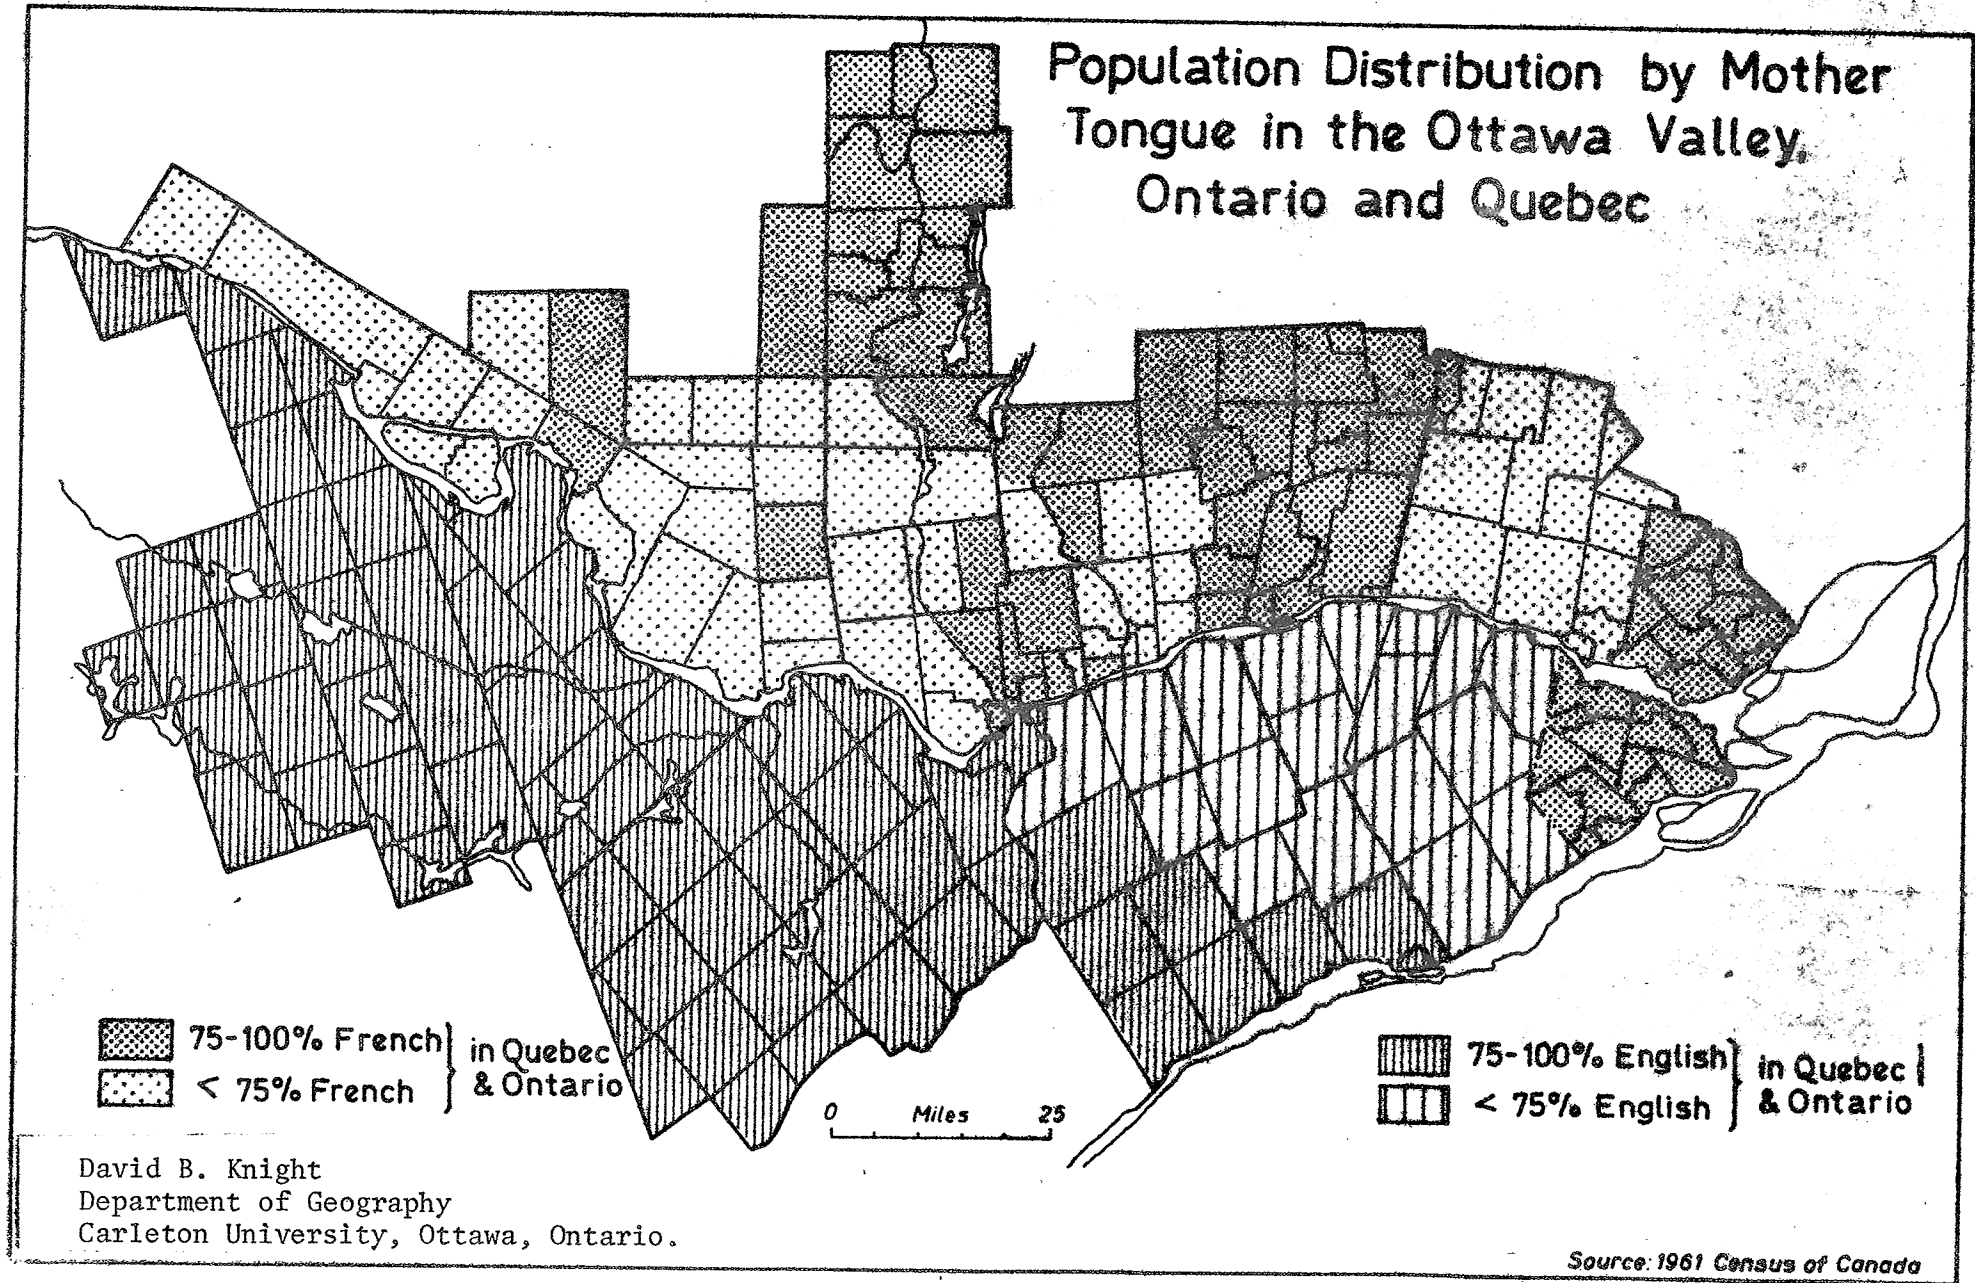 Population Distribution by Mother
Tongue in the Ottawa Valley,
Ontario and Quebec
75-100% French
< 75% French
in Quebec
& Ontario
0 Miles 25
75-100% English
< 75% English
in Quebec
& Ontario
David B. Knight
Department of Geography
Carleton University, Ottawa, Ontario.
Source: 1961 Census of Canada